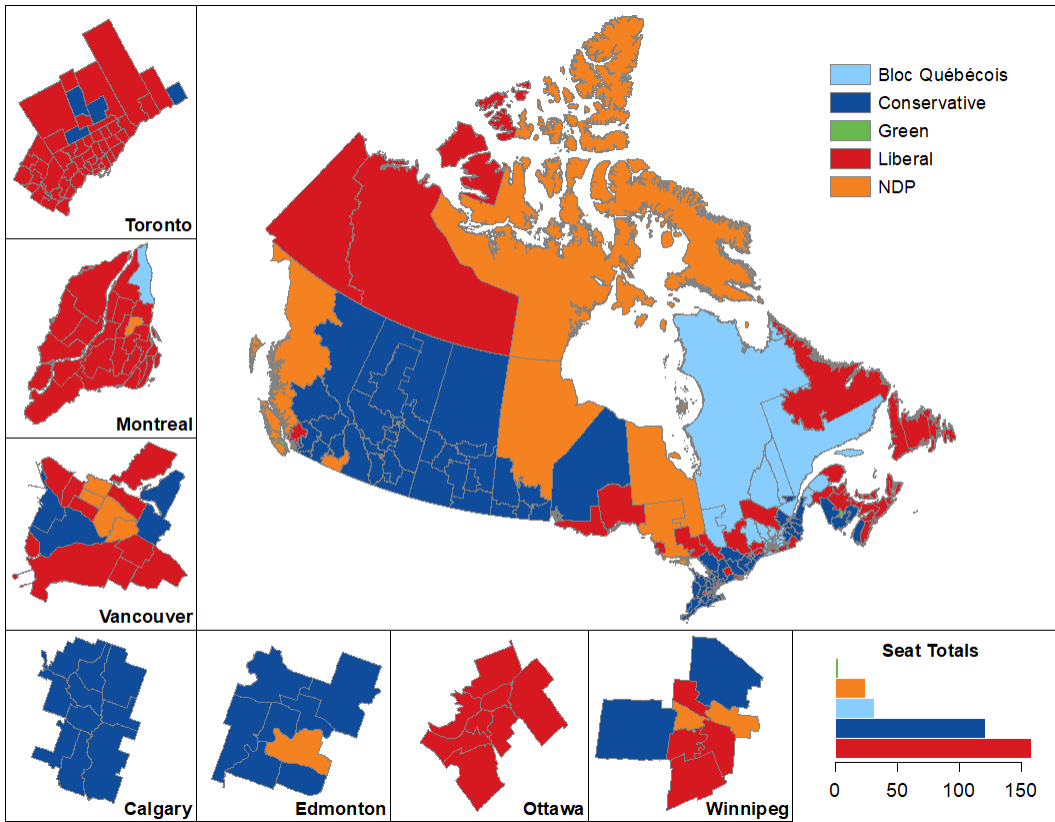 Toronto
Montreal
Vancouver
Calgary
Edmonton
Ottawa
Winnipeg
Bloc Québécois
Conservative
Green
Liberal
NDP
Seat Totals
0 50 100 150